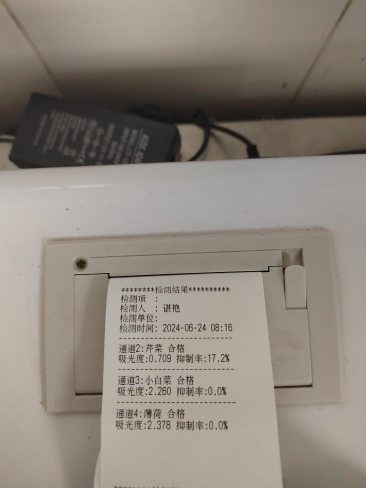 ********检测结果**********
检测项 :
检测人 : 谌艳
检测单位:
检测时间: 2024-06-24 08:16
--------------------------
通道2:芹菜 合格
吸光度:0.709 抑制率:17.2%
--------------------------
通道3:小白菜 合格
吸光度:2.260 抑制率:0.0%
--------------------------
通道4:薄荷 合格
吸光度:2.378 抑制率:0.0%